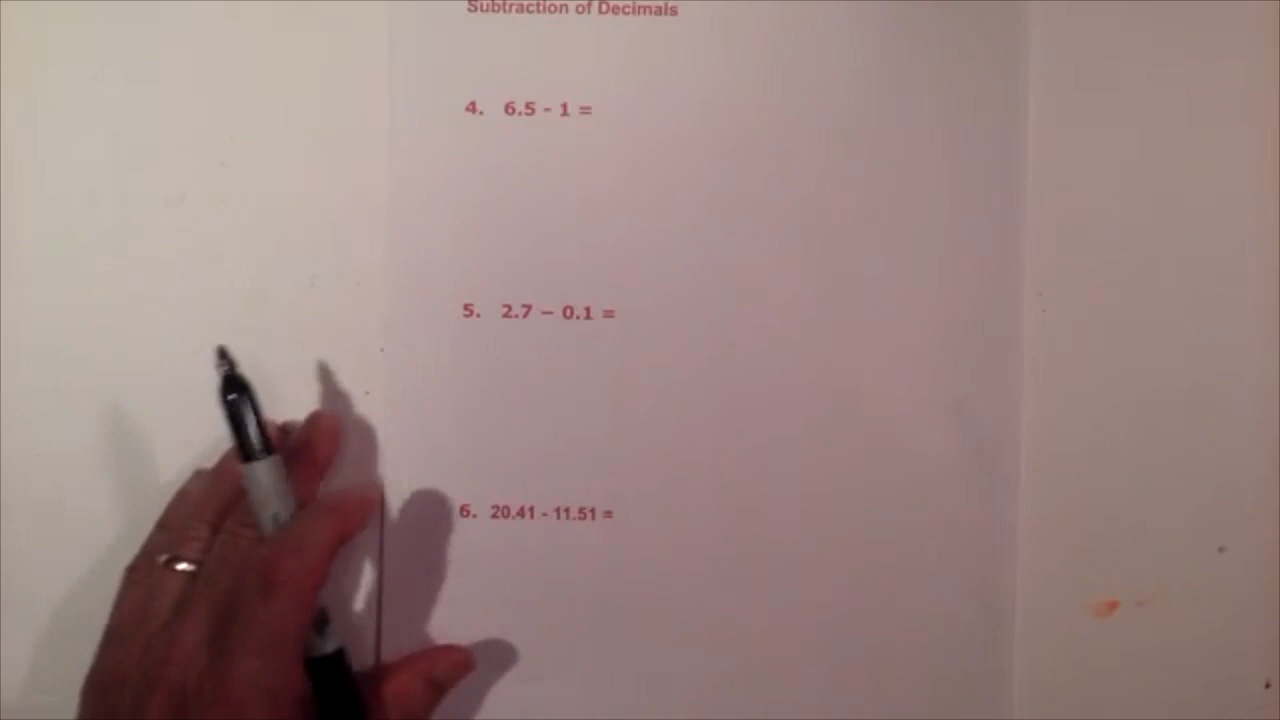 Subtraction of Decimals
4. 6.5 - 1 =
5. 2.7 – 0.1 =
6. 20.41 - 11.51 =